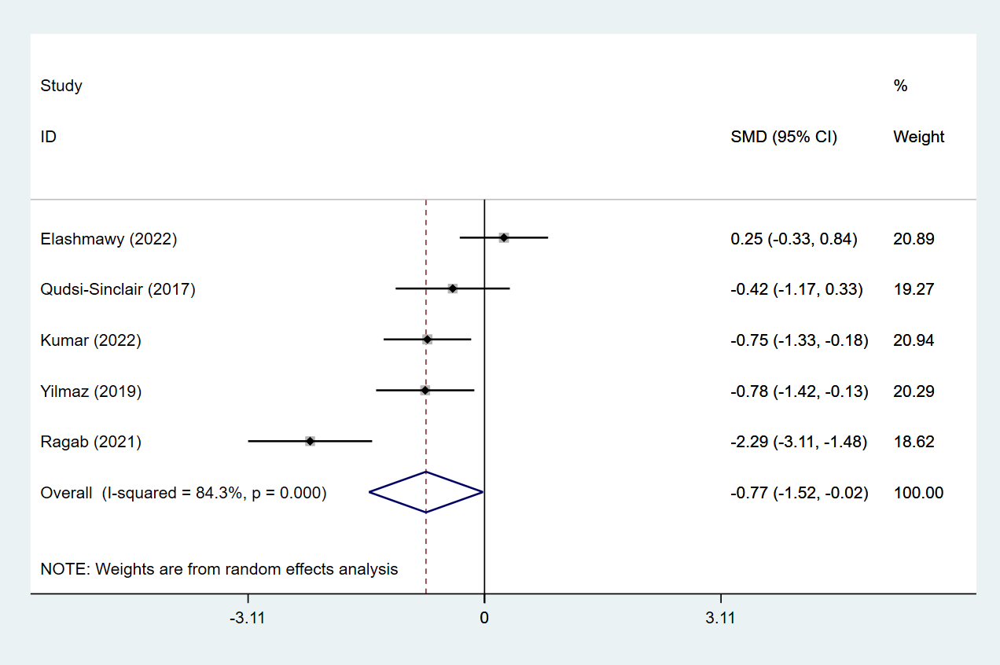 Study %
ID SMD (95% CI) Weight
Elashmawy (2022) 0.25 (-0.33, 0.84) 20.89
Qudsi-Sinclair (2017) -0.42 (-1.17, 0.33) 19.27
Kumar (2022) -0.75 (-1.33, -0.18) 20.94
Yilmaz (2019) -0.78 (-1.42, -0.13) 20.29
Ragab (2021) -2.29 (-3.11, -1.48) 18.62
Overall  (I-squared = 84.3%, p = 0.000) -0.77 (-1.52, -0.02) 100.00
NOTE: Weights are from random effects analysis
-3.11 0 3.11